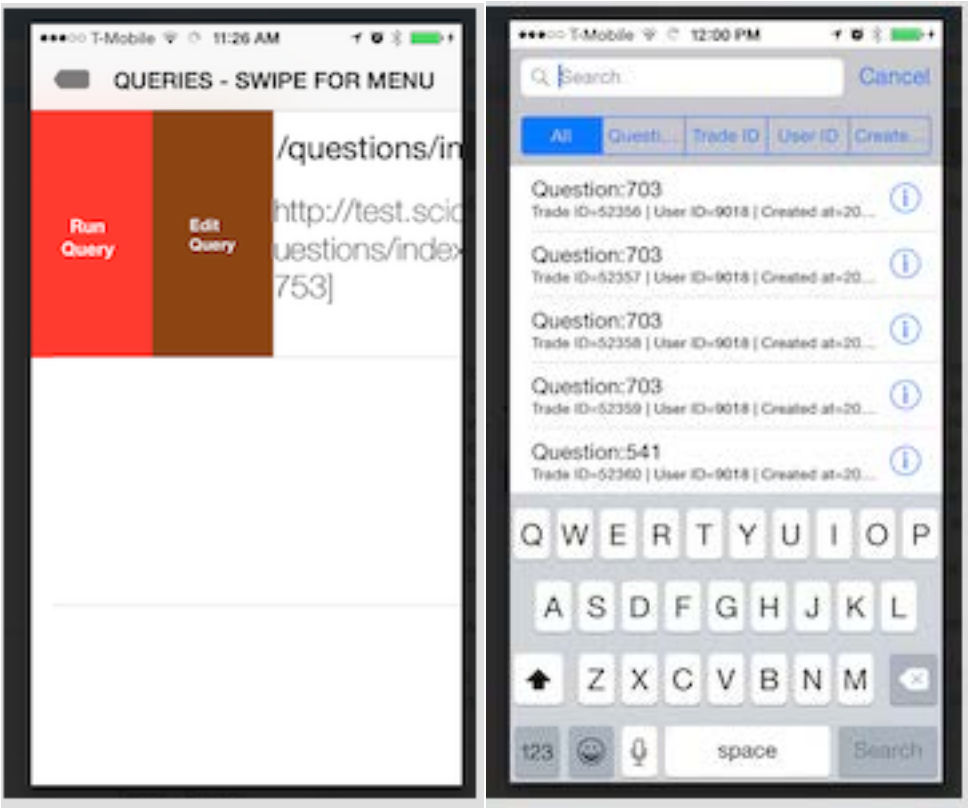 T-Mobile 11:26 AM
QUERIES - SWIPE FOR MENU
Run
Query
Edit
Query
/questions/in
http://test.scic
uestions/index
753]
T-Mobile 12:00 PM
Search
Cancel
All Questi... Trade ID User ID Create...
Question:703
Trade ID=52356 | User ID=9018 | Created at=20...
Question:703
Trade ID=52357 | User ID=9018 | Created at=20...
Question:703
Trade ID=52358 | User ID=9018 | Created at=20...
Question:703
Trade ID=52359 | User ID=9018 | Created at=20...
Question:541
Trade ID=52360 | User ID=9018 | Created at=20...
Q W E R T Y U I O P
A S D F G H J K L
Z X C V B N M
123 space Search